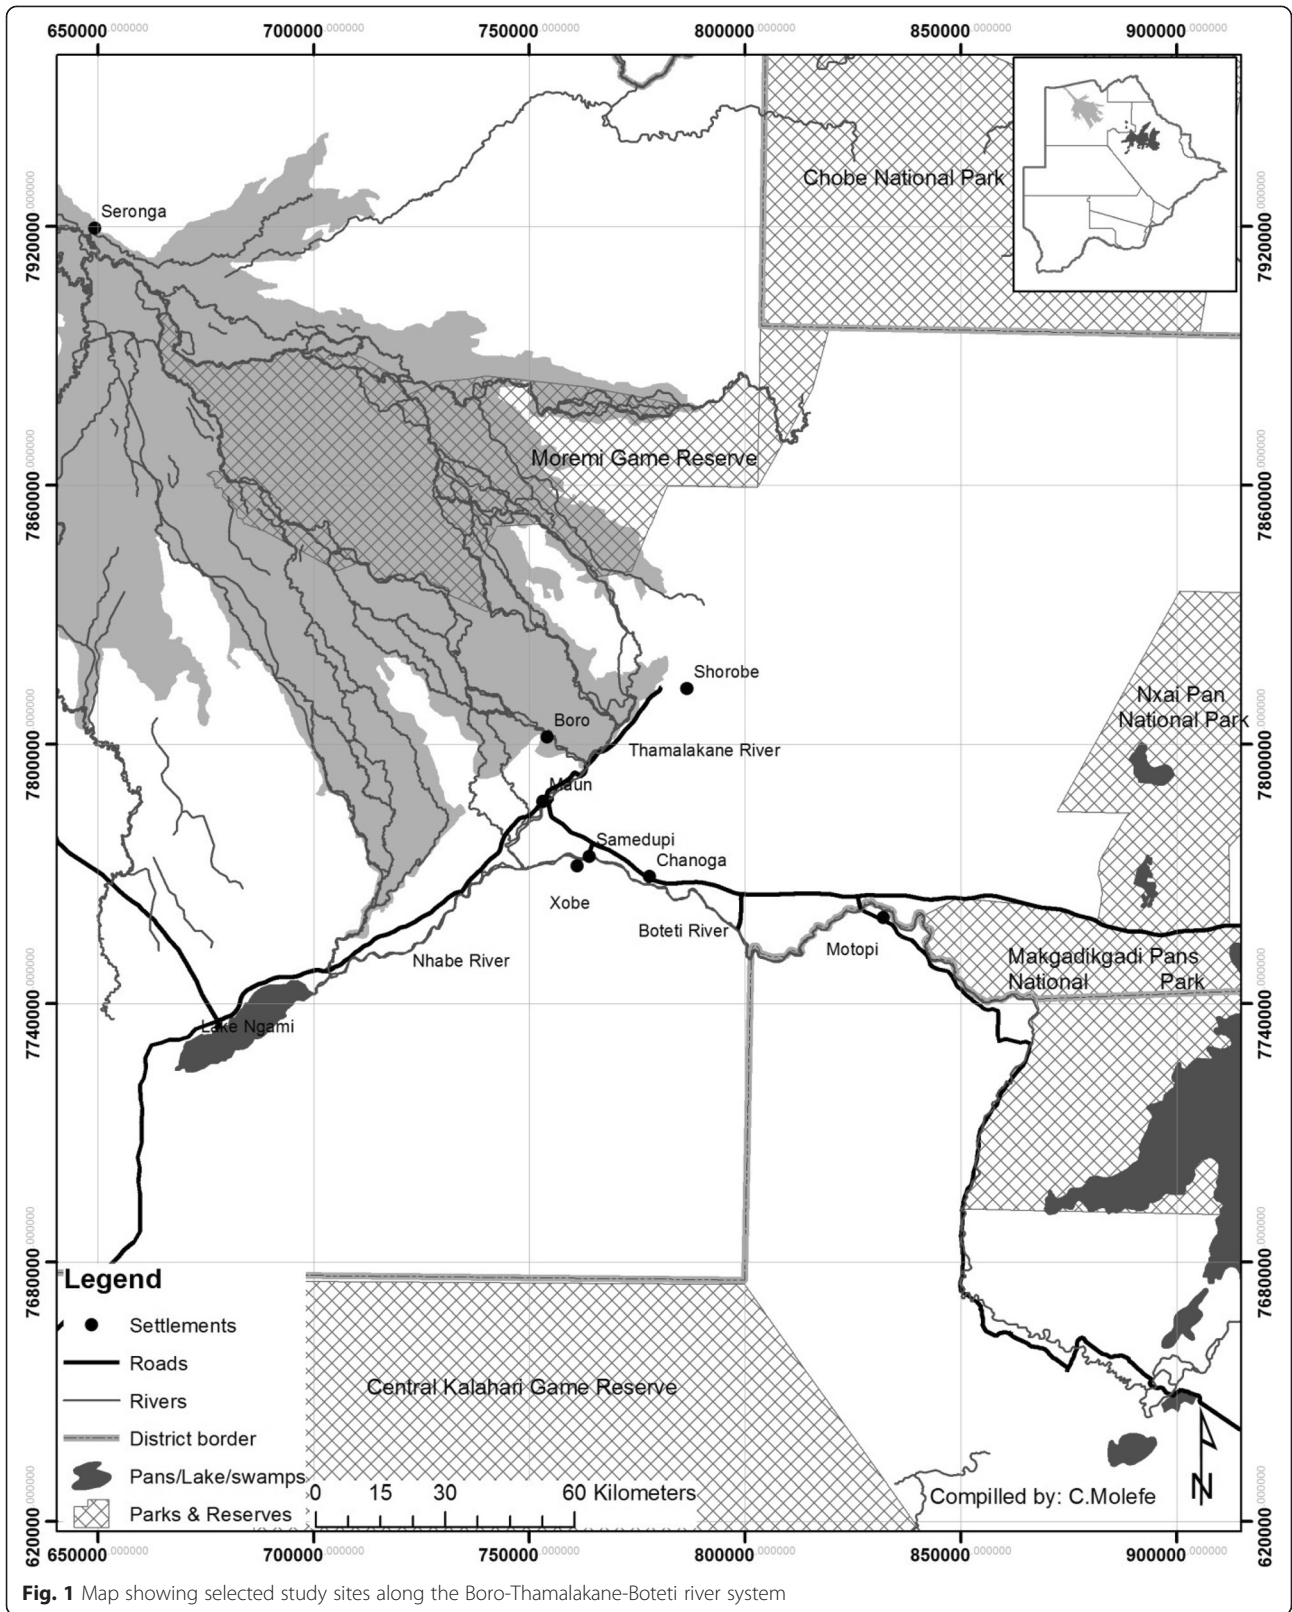 650000.000000 700000.000000 750000.000000 800000.000000 850000.000000 900000.000000
7920000.000000
7860000.000000
7800000.000000
7740000.000000
7680000.000000
620000.000000
Seronga
Chobe National Park
Moremi Game Reserve
Shorobe
Nxai Pan
National Park
Boro
Thamalakane River
Maun
Samedupi
Chanoga
Xobe
Boteti River
Motopi
Nhabe River
Makgadikgadi Pans
National Park
Lake Ngami
Central Kalahari Game Reserve
Legend
Settlements
Roads
Rivers
District border
Pans/Lake/swamps
Parks & Reserves
0 15 30 60 Kilometers
Compilled by: C.Molefe
N
7920000.000000
7860000.000000
7800000.000000
7740000.000000
7680000.000000
620000.000000
650000.000000 700000.000000 750000.000000 800000.000000 850000.000000 900000.000000
Fig. 1 Map showing selected study sites along the Boro-Thamalakane-Boteti river system